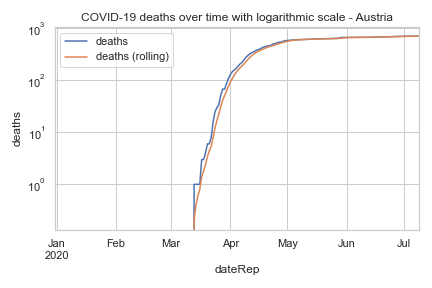 COVID-19 deaths over time with logarithmic scale - Austria
deaths
deaths (rolling)
10³
10²
10¹
10⁰
deaths
Jan Feb Mar Apr May Jun Jul
2020
dateRep